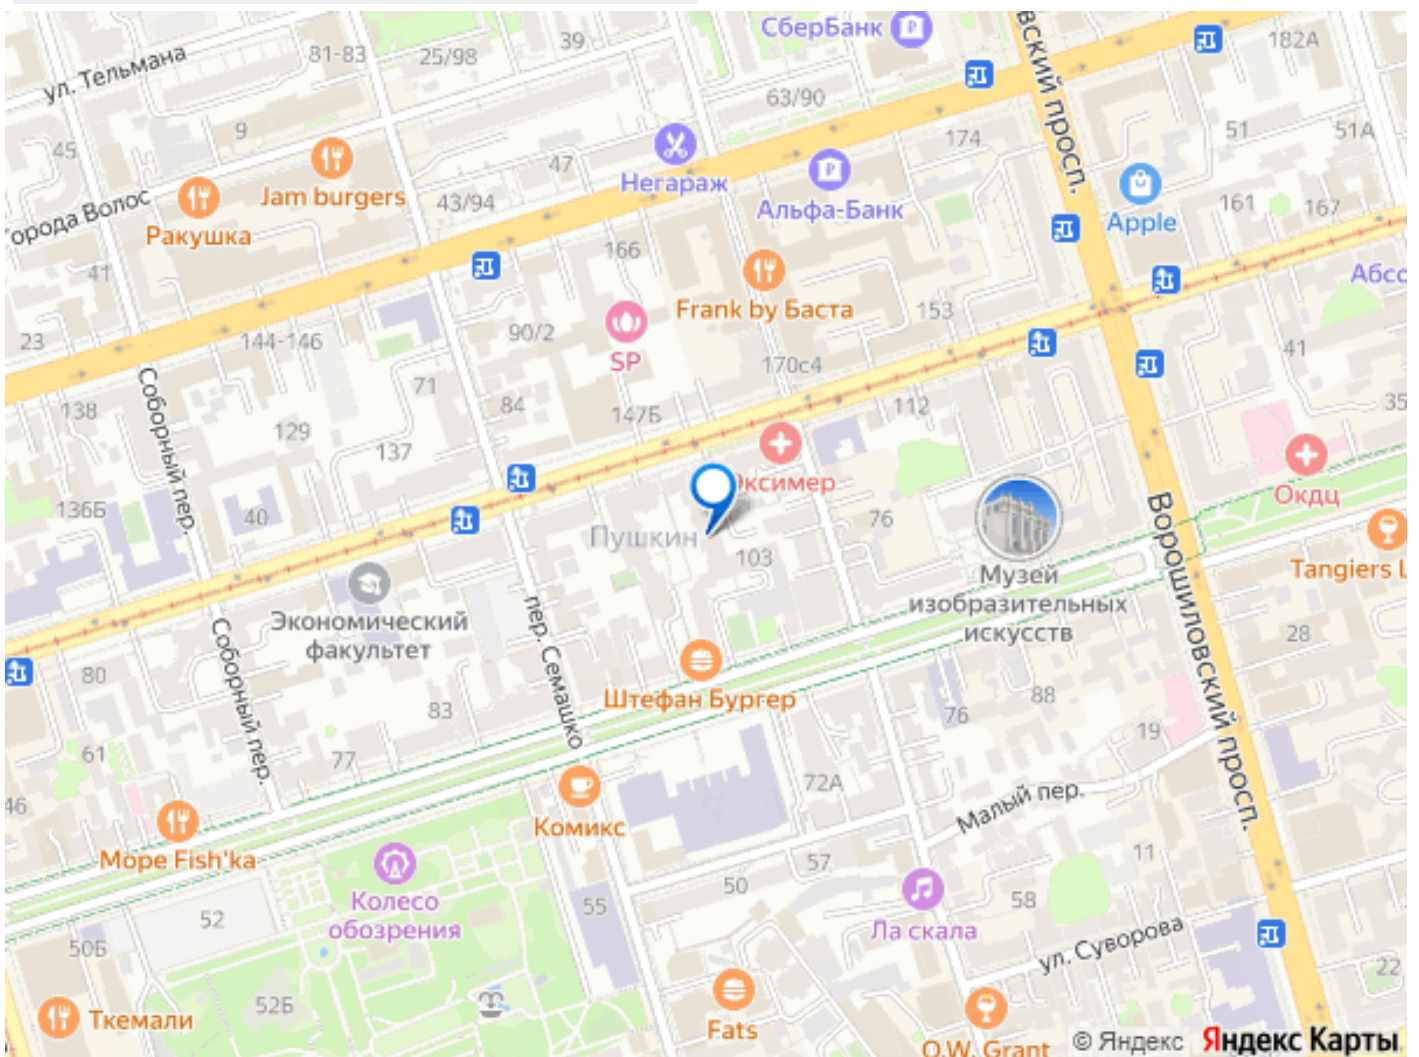 СберБанк
вский просп.
182А
ул. Тельмана
81-83
25/98
39
63/90
9
45
47
174
51
51А
Jam burgers
Негараж
Альфа-Банк
Apple
орода Волос
Ракушка
43/94
161
167
41
166
Абсс
23
144-146
90/2
SP
Frank by Баста
153
170с4
41
138
Соборный пер.
129
71
84
137
147Б
112
35
136Б
40
ксимер
76
Окдц
Ворошиловский просп.
Пушкин
103
Музей
изобразительных
искусств
Tangiers L
Экономический
факультет
пер. Семашко
Соборный пер.
28
80
83
Штефан Бургер
76
88
19
61
77
46
72А
Малый пер.
Море Fish'ka
Комикс
57
50
11
Колесо
обозрения
52
55
58
Ла скала
ул. Суворова
50Б
22
52Б
Ткемали
Fats
O.W. Grant
© Яндекс Яндекс Карты